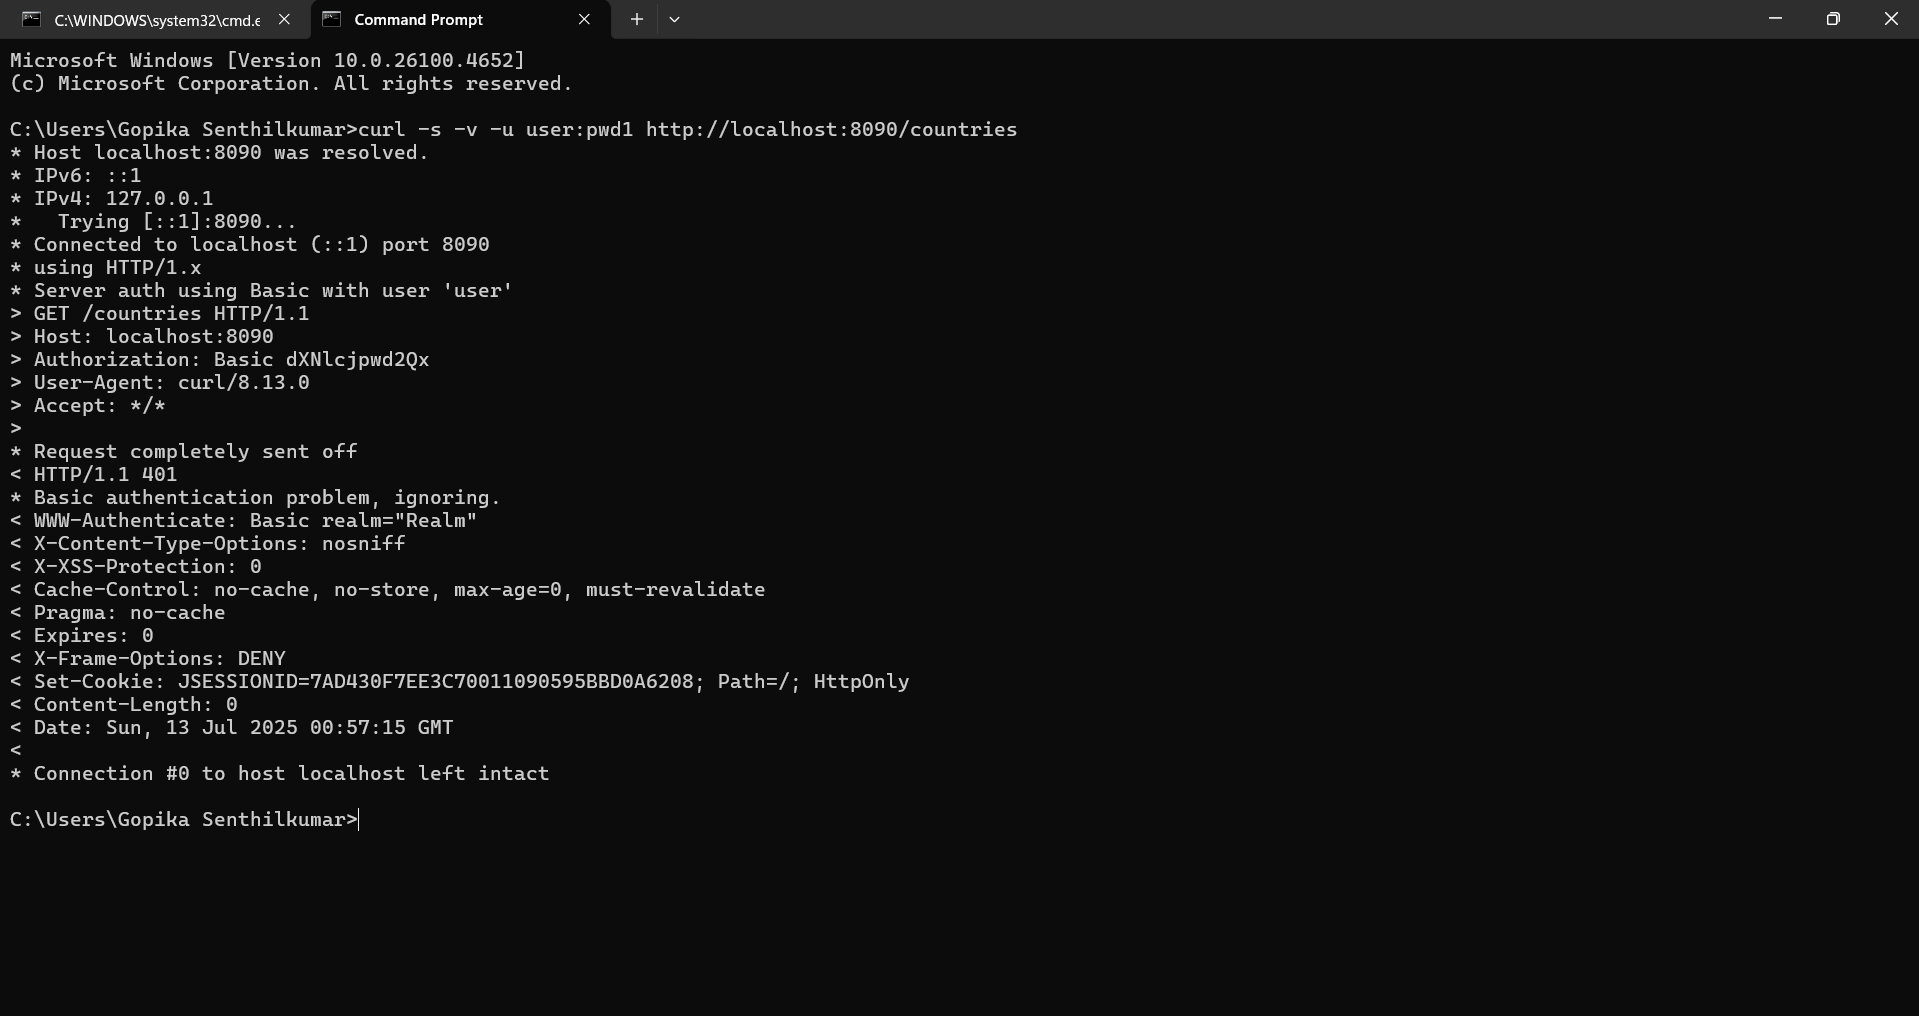 C:\WINDOWS\system32\cmd.e
Command Prompt
Microsoft Windows [Version 10.0.26100.4652]
(c) Microsoft Corporation. All rights reserved.
C:\Users\Gopika Senthilkumar>curl -s -v -u user:pwd1 http://localhost:8090/countries
* Host localhost:8090 was resolved.
* IPv6: ::1
* IPv4: 127.0.0.1
*   Trying [::1]:8090...
* Connected to localhost (::1) port 8090
* using HTTP/1.x
* Server auth using Basic with user 'user'
> GET /countries HTTP/1.1
> Host: localhost:8090
> Authorization: Basic dXNlcjpwd2Qx
> User-Agent: curl/8.13.0
> Accept: */*
>
* Request completely sent off
< HTTP/1.1 401
* Basic authentication problem, ignoring.
< WWW-Authenticate: Basic realm="Realm"
< X-Content-Type-Options: nosniff
< X-XSS-Protection: 0
< Cache-Control: no-cache, no-store, max-age=0, must-revalidate
< Pragma: no-cache
< Expires: 0
< X-Frame-Options: DENY
< Set-Cookie: JSESSIONID=7AD430F7EE3C70011090595BBD0A6208; Path=/; HttpOnly
< Content-Length: 0
< Date: Sun, 13 Jul 2025 00:57:15 GMT
<
* Connection #0 to host localhost left intact
C:\Users\Gopika Senthilkumar>